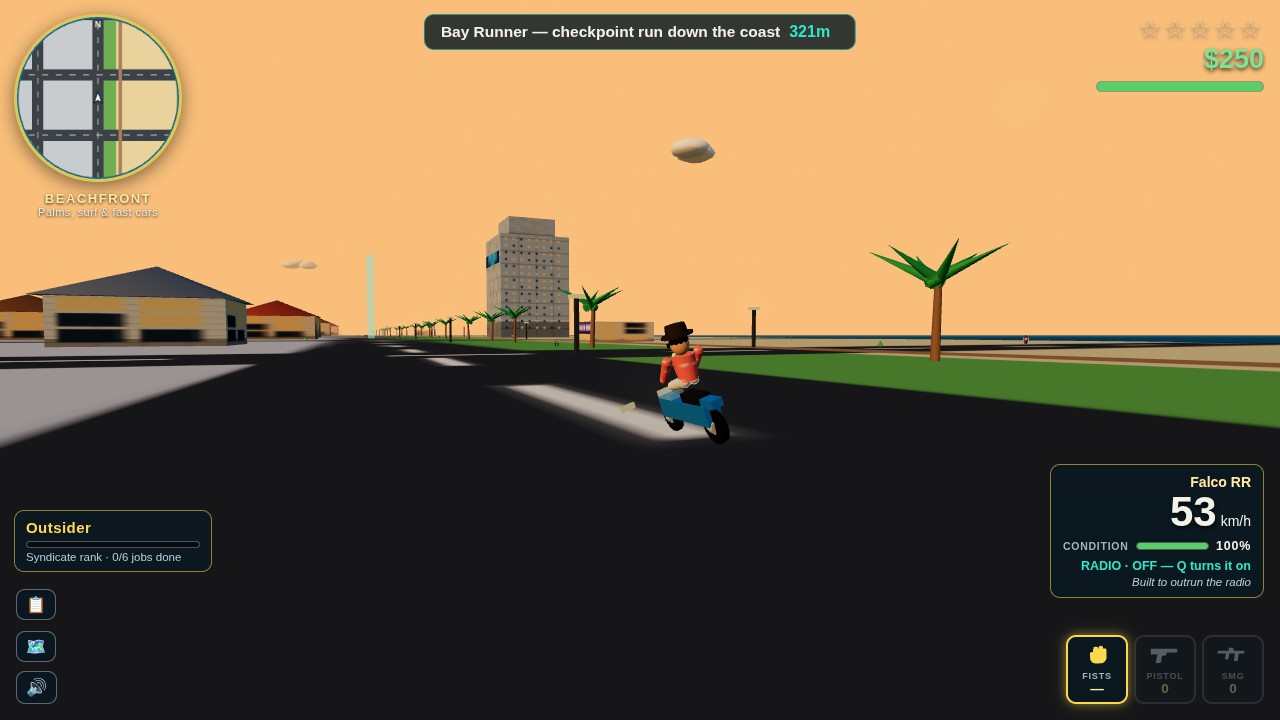 N
BEACHFRONT
Palms, surf & fast cars
Bay Runner — checkpoint run down the coast 321m
$250
Outsider
Syndicate rank · 0/6 jobs done
Falco RR
53 km/h
CONDITION 100%
RADIO · OFF — Q turns it on
Built to outrun the radio
FISTS
—
PISTOL
0
SMG
0